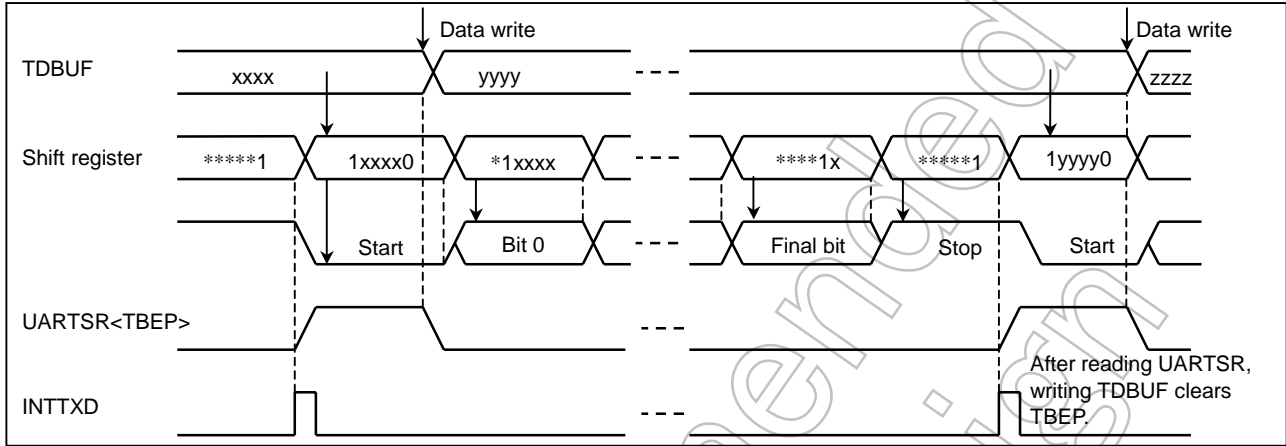 Data write Data write
TDBUF xxxx yyyy zzzz
Shift register *****1 1xxxx0 *1xxxx ****1x *****1 1yyyy0
Start Bit 0 Final bit Stop Start
UARTSR<TBEP>
After reading UARTSR,
writing TDBUF clears
TBEP.
INTTXD